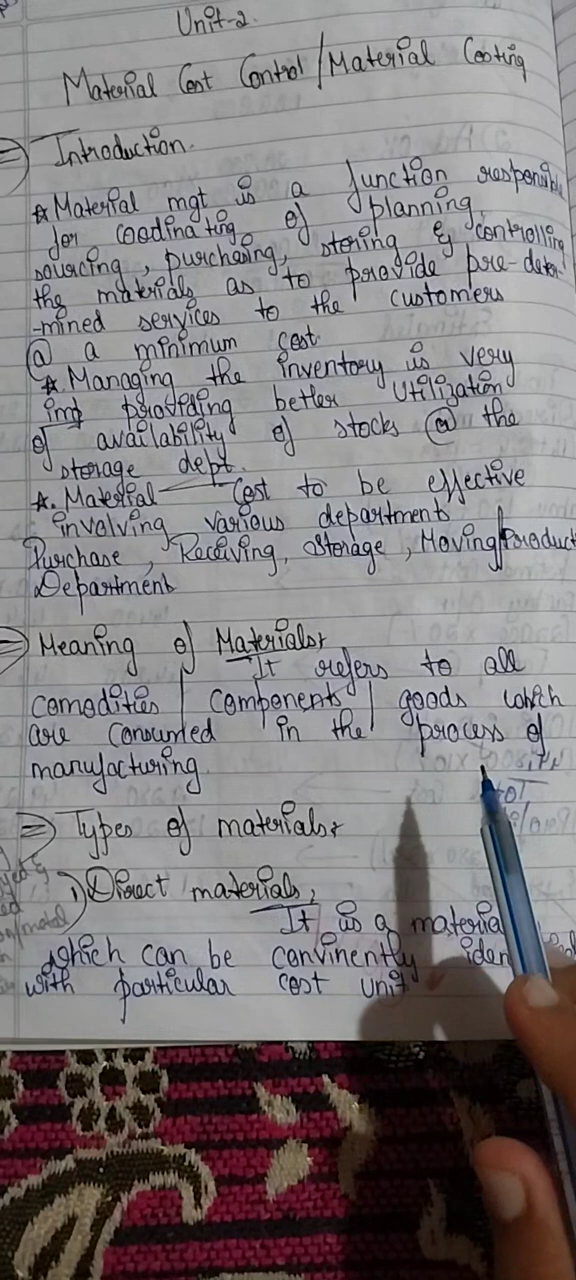 Unit-2.
Material Cost Control/Material Costing
⇒ Introduction.
☆ Material mgt is a function responsible
for coodinating of planning,
sourcing, purchasing, storing & controlling
the materials as to provide pre-deter
-mined services to the customers
@ a minimum cost.
★ Managing the inventory is very
imp providing better utilization
of availability of stocks @ the
storage dept.
★. Material Cost to be effective
involving various department
Purchase, Receiving, Storage, Moving/Product
Department
⇒ Meaning of Materials:
It refers to all
comodities / components / goods which
are consumed in the process of
manufacturing.
⇒ Types of materials:
1) Direct materials,
It is a material
which can be convinently iden
with particular cost unit